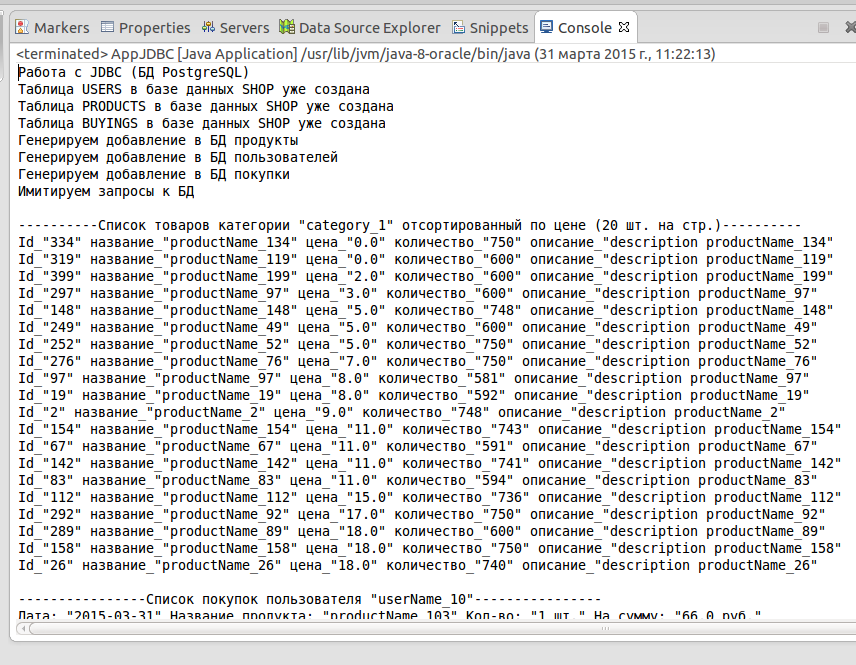 Markers Properties Servers Data Source Explorer Snippets Console
<terminated> AppJDBC [Java Application] /usr/lib/jvm/java-8-oracle/bin/java (31 марта 2015 г., 11:22:13)
Работа с JDBC (БД PostgreSQL)
Таблица USERS в базе данных SHOP уже создана
Таблица PRODUCTS в базе данных SHOP уже создана
Таблица BUYINGS в базе данных SHOP уже создана
Генерируем добавление в БД продукты
Генерируем добавление в БД пользователей
Генерируем добавление в БД покупки
Имитируем запросы к БД
----------Список товаров категории "category_1" отсортированный по цене (20 шт. на стр.)----------
Id_"334" название_"productName_134" цена_"0.0" количество_"750" описание_"description productName_134"
Id_"319" название_"productName_119" цена_"0.0" количество_"600" описание_"description productName_119"
Id_"399" название_"productName_199" цена_"2.0" количество_"600" описание_"description productName_199"
Id_"297" название_"productName_97" цена_"3.0" количество_"600" описание_"description productName_97"
Id_"148" название_"productName_148" цена_"5.0" количество_"748" описание_"description productName_148"
Id_"249" название_"productName_49" цена_"5.0" количество_"600" описание_"description productName_49"
Id_"252" название_"productName_52" цена_"5.0" количество_"750" описание_"description productName_52"
Id_"276" название_"productName_76" цена_"7.0" количество_"750" описание_"description productName_76"
Id_"97" название_"productName_97" цена_"8.0" количество_"581" описание_"description productName_97"
Id_"19" название_"productName_19" цена_"8.0" количество_"592" описание_"description productName_19"
Id_"2" название_"productName_2" цена_"9.0" количество_"748" описание_"description productName_2"
Id_"154" название_"productName_154" цена_"11.0" количество_"743" описание_"description productName_154"
Id_"67" название_"productName_67" цена_"11.0" количество_"591" описание_"description productName_67"
Id_"142" название_"productName_142" цена_"11.0" количество_"741" описание_"description productName_142"
Id_"83" название_"productName_83" цена_"11.0" количество_"594" описание_"description productName_83"
Id_"112" название_"productName_112" цена_"15.0" количество_"736" описание_"description productName_112"
Id_"292" название_"productName_92" цена_"17.0" количество_"750" описание_"description productName_92"
Id_"289" название_"productName_89" цена_"18.0" количество_"600" описание_"description productName_89"
Id_"158" название_"productName_158" цена_"18.0" количество_"750" описание_"description productName_158"
Id_"26" название_"productName_26" цена_"18.0" количество_"740" описание_"description productName_26"
----------------Список покупок пользователя "userName_10"----------------
Дата: "2015-03-31" Название продукта: "productName_103" Кол-во: "1 шт." На сумму: "66.0 руб."